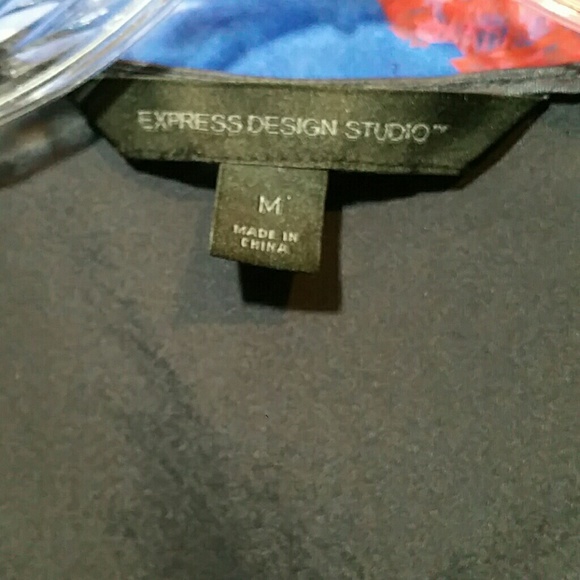 EXPRESS DESIGN STUDIO™
M
MADE IN
CHINA